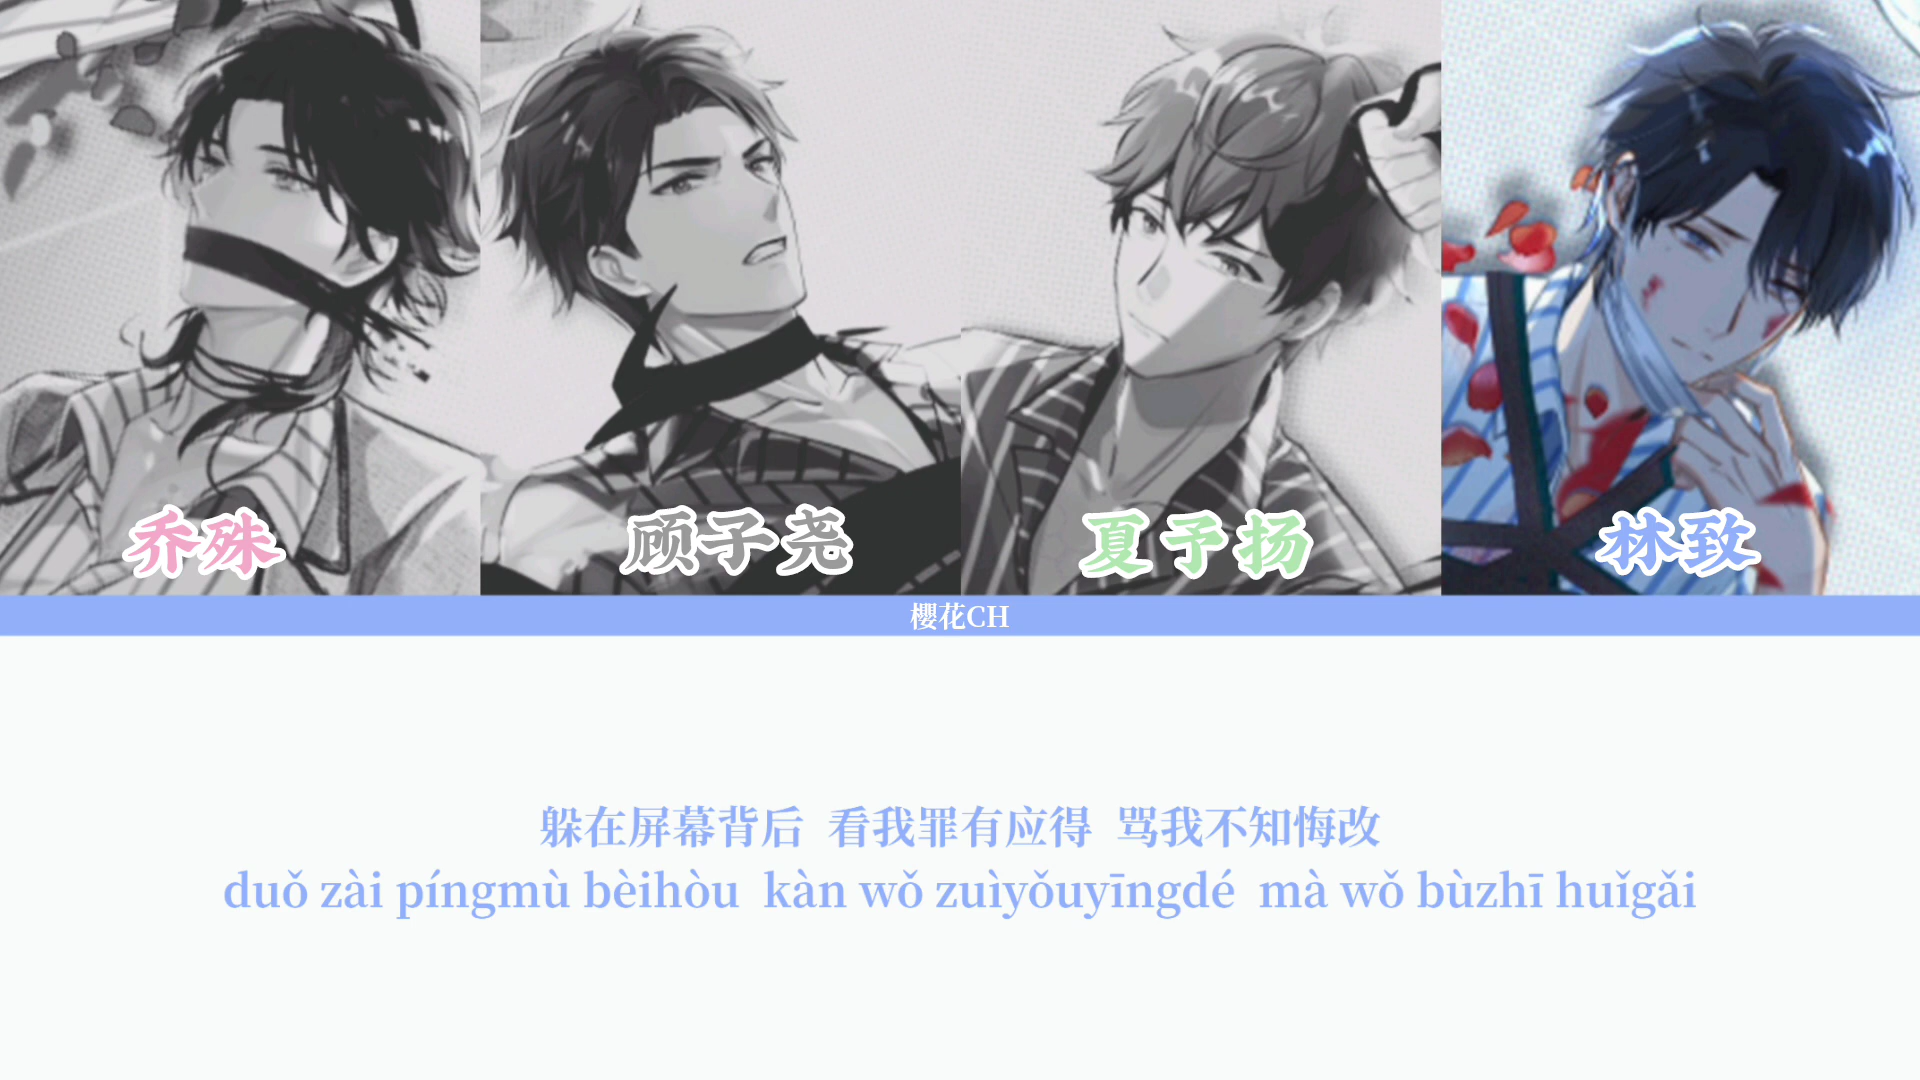 乔殊
顾子尧
夏予扬
林致
櫻花CH
躲在屏幕背后 看我罪有应得 骂我不知悔改
duǒ zài píngmù bèihòu kàn wǒ zuìyǒuyīngdé mà wǒ bùzhī huǐgǎi